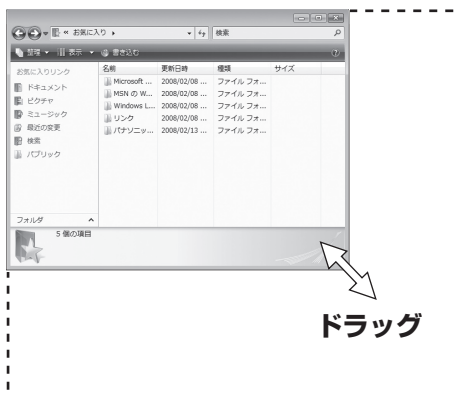 お気に入り
検索
整理 表示 書き込む
お気に入りリンク
ドキュメント
ピクチャ
ミュージック
最近の変更
検索
パブリック
フォルダ
名前 更新日時 種類 サイズ
Microsoft ... 2008/02/08 ... ファイル フォ...
MSN の W... 2008/02/08 ... ファイル フォ...
Windows L... 2008/02/08 ... ファイル フォ...
リンク 2008/02/08 ... ファイル フォ...
パナソニッ... 2008/02/13 ... ファイル フォ...
5 個の項目
ドラッグ